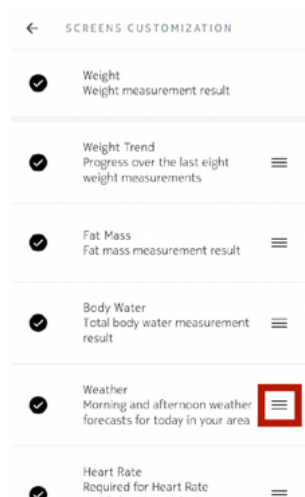 SCREENS CUSTOMIZATION
Weight
Weight measurement result
Weight Trend
Progress over the last eight
weight measurements
Fat Mass
Fat mass measurement result
Body Water
Total body water measurement
result
Weather
Morning and afternoon weather
forecasts for today in your area
Heart Rate
Required for Heart Rate